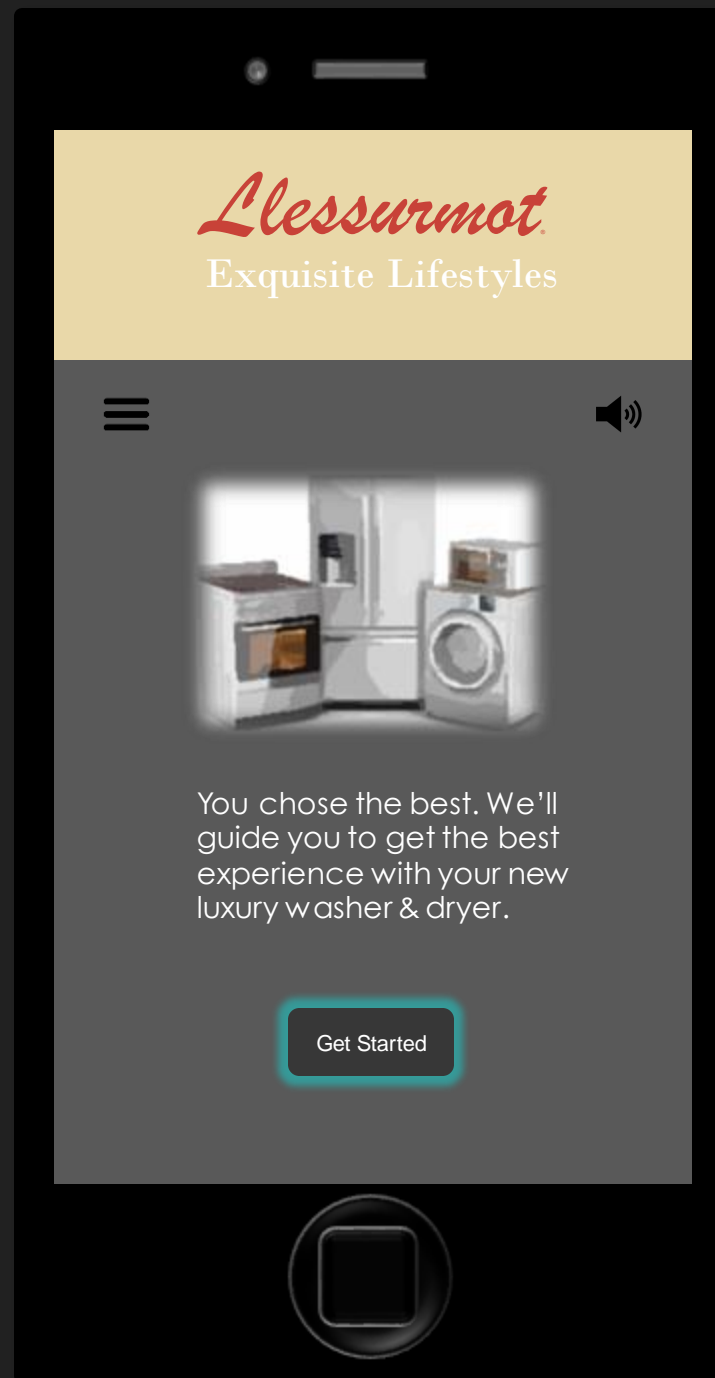 Llessurmot®
Exquisite Lifestyles
You chose the best. We’ll
guide you to get the best
experience with your new
luxury washer & dryer.
Get Started